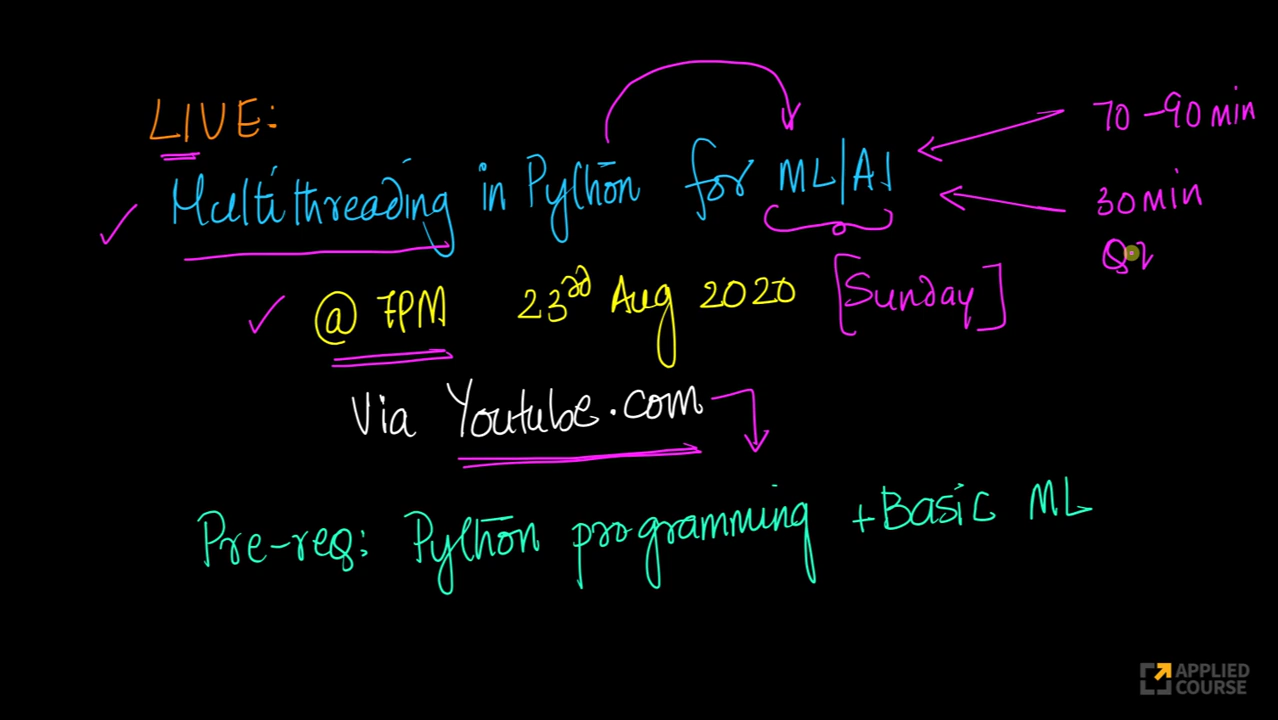 LIVE:
Multithreading in Python for ML/AI
@ 7PM 23rd Aug 2020 [Sunday]
Via Youtube.com
Pre-req: Python programming + Basic ML
70-90 min
30 min
APPLIED
COURSE